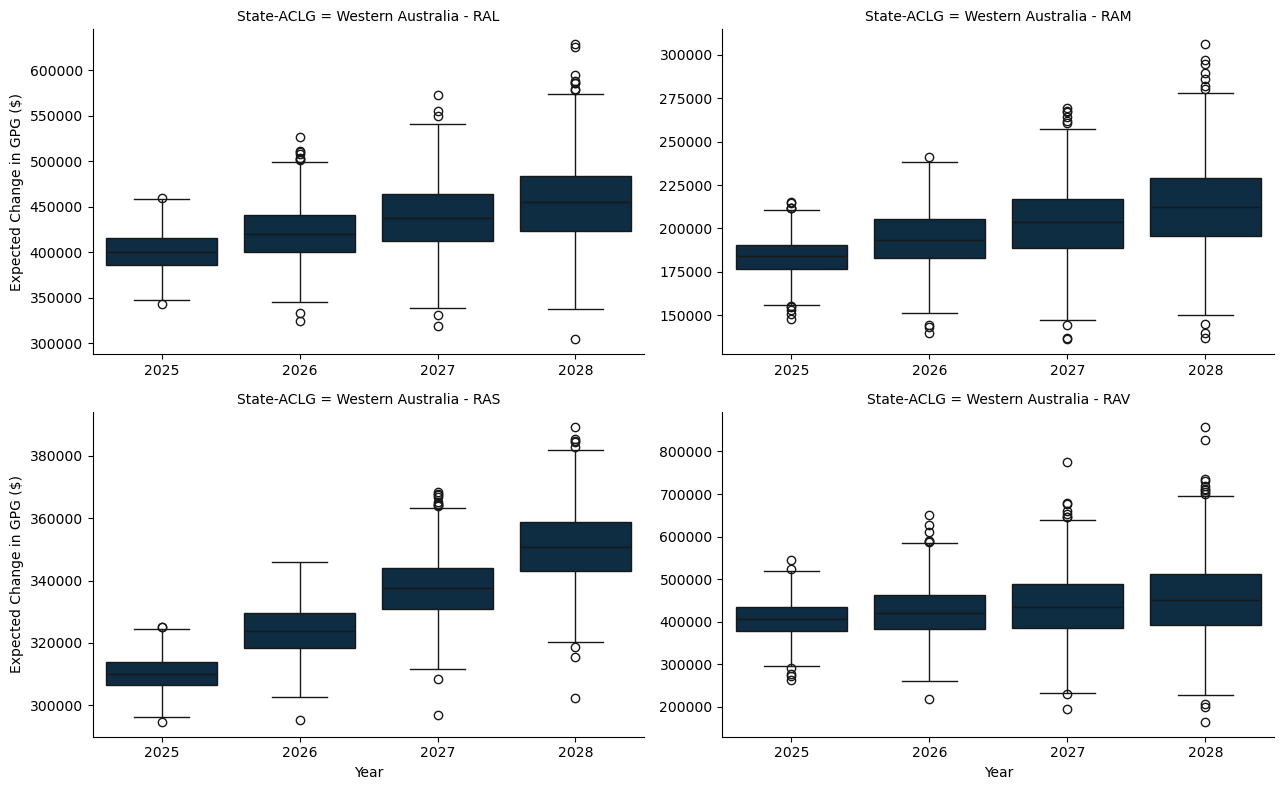 State-ACLG = Western Australia - RAL
Expected Change in GPG ($)
600000
550000
500000
450000
400000
350000
300000
2025 2026 2027 2028
State-ACLG = Western Australia - RAM
300000
275000
250000
225000
200000
175000
150000
2025 2026 2027 2028
State-ACLG = Western Australia - RAS
Expected Change in GPG ($)
380000
360000
340000
320000
300000
2025 2026 2027 2028
Year
State-ACLG = Western Australia - RAV
800000
700000
600000
500000
400000
300000
200000
2025 2026 2027 2028
Year